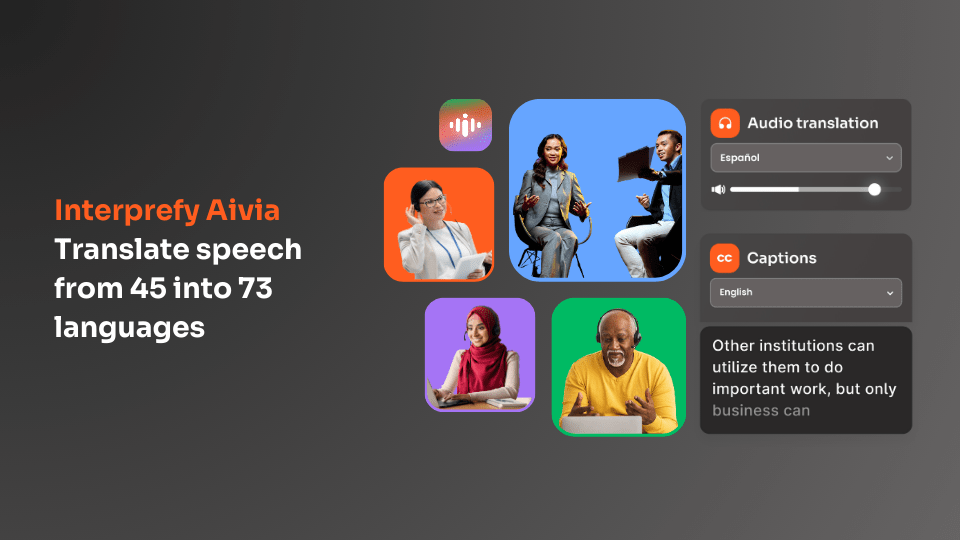 Interprefy Aivia
Translate speech
from 45 into 73
languages
Audio translation
Español
CC Captions
English
Other institutions can
utilize them to do
important work, but only
business can